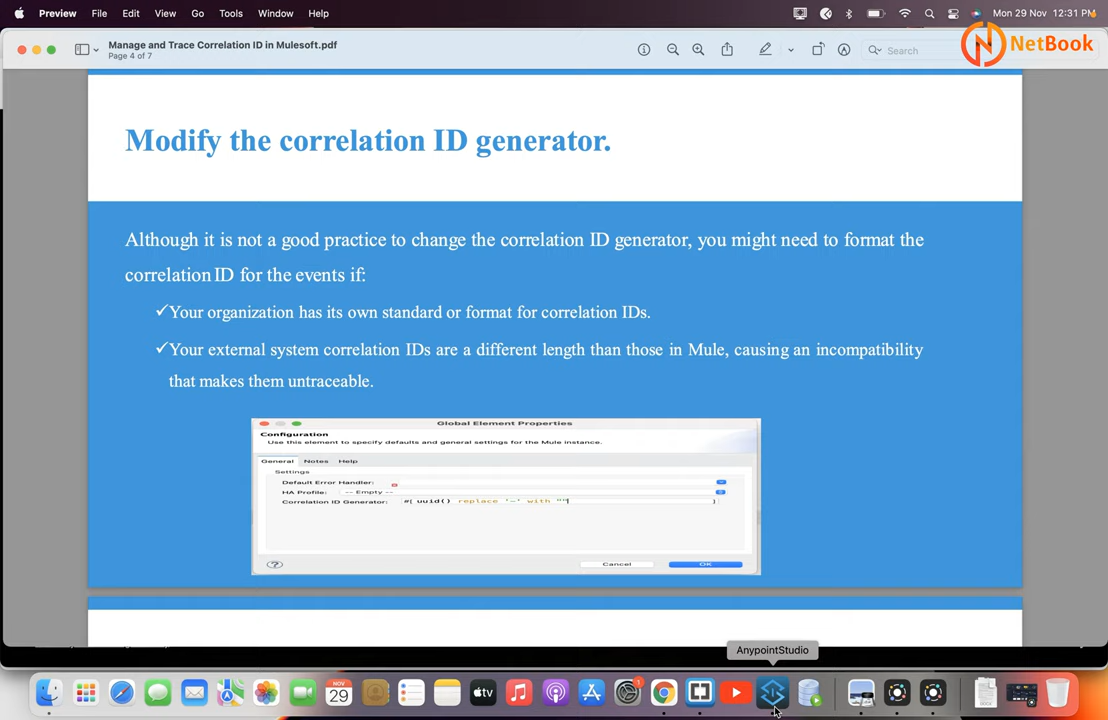 Preview File Edit View Go Tools Window Help Mon 29 Nov 12:31 PM
Manage and Trace Correlation ID in Mulesoft.pdf
Page 4 of 7
Search
NetBook
Modify the correlation ID generator.
Although it is not a good practice to change the correlation ID generator, you might need to format the
correlation ID for the events if:
✓Your organization has its own standard or format for correlation IDs.
✓Your external system correlation IDs are a different length than those in Mule, causing an incompatibility
that makes them untraceable.
Global Element Properties
Configuration
Use this element to specify defaults and general settings for the Mule instance.
General Notes Help
Settings
Default Error Handler:
HA Profile: -- Empty --
Correlation ID Generator: #[ uuid() replace '-' with "" ]
Cancel OK
AnypointStudio
NOV
29
tv
1